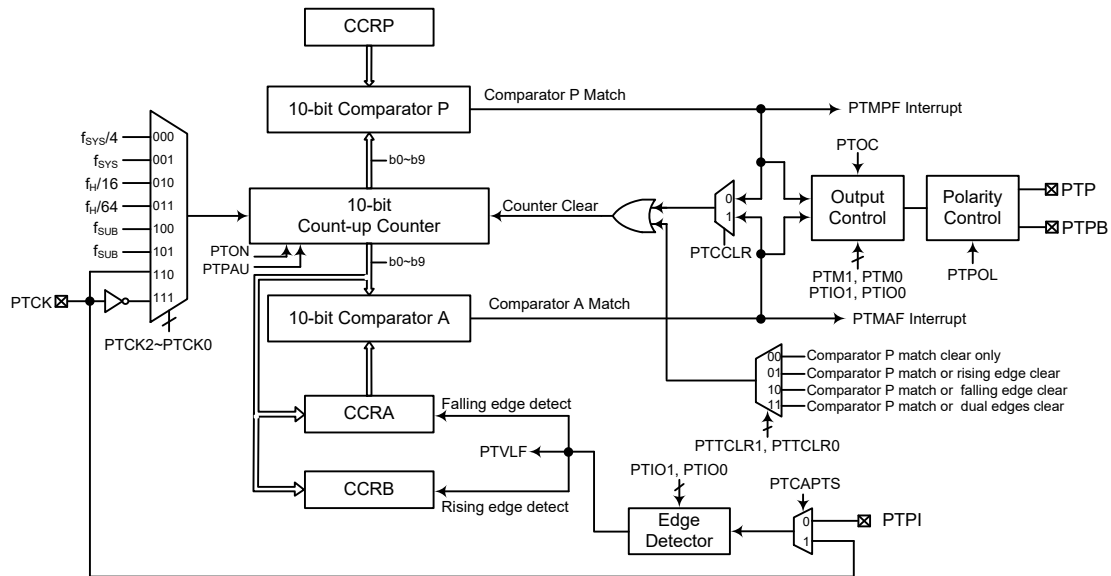 CCRP
10-bit Comparator P
Comparator P Match
PTMPF Interrupt
b0~b9
fSYS/4
000
fSYS
001
fH/16
010
fH/64
011
fSUB
100
fSUB
101
110
111
PTCK
PTCK2~PTCK0
10-bit
Count-up Counter
PTON
PTPAU
b0~b9
Counter Clear
0
1
PTCCLR
PTOC
Output
Control
PTM1, PTM0
PTIO1, PTIO0
Polarity
Control
PTPOL
PTP
PTPB
10-bit Comparator A
Comparator A Match
PTMAF Interrupt
00
Comparator P match clear only
01
Comparator P match or rising edge clear
10
Comparator P match or falling edge clear
11
Comparator P match or dual edges clear
PTTCLR1, PTTCLR0
CCRA
Falling edge detect
PTVLF
CCRB
Rising edge detect
PTIO1, PTIO0
Edge
Detector
PTCAPTS
0
1
PTPI